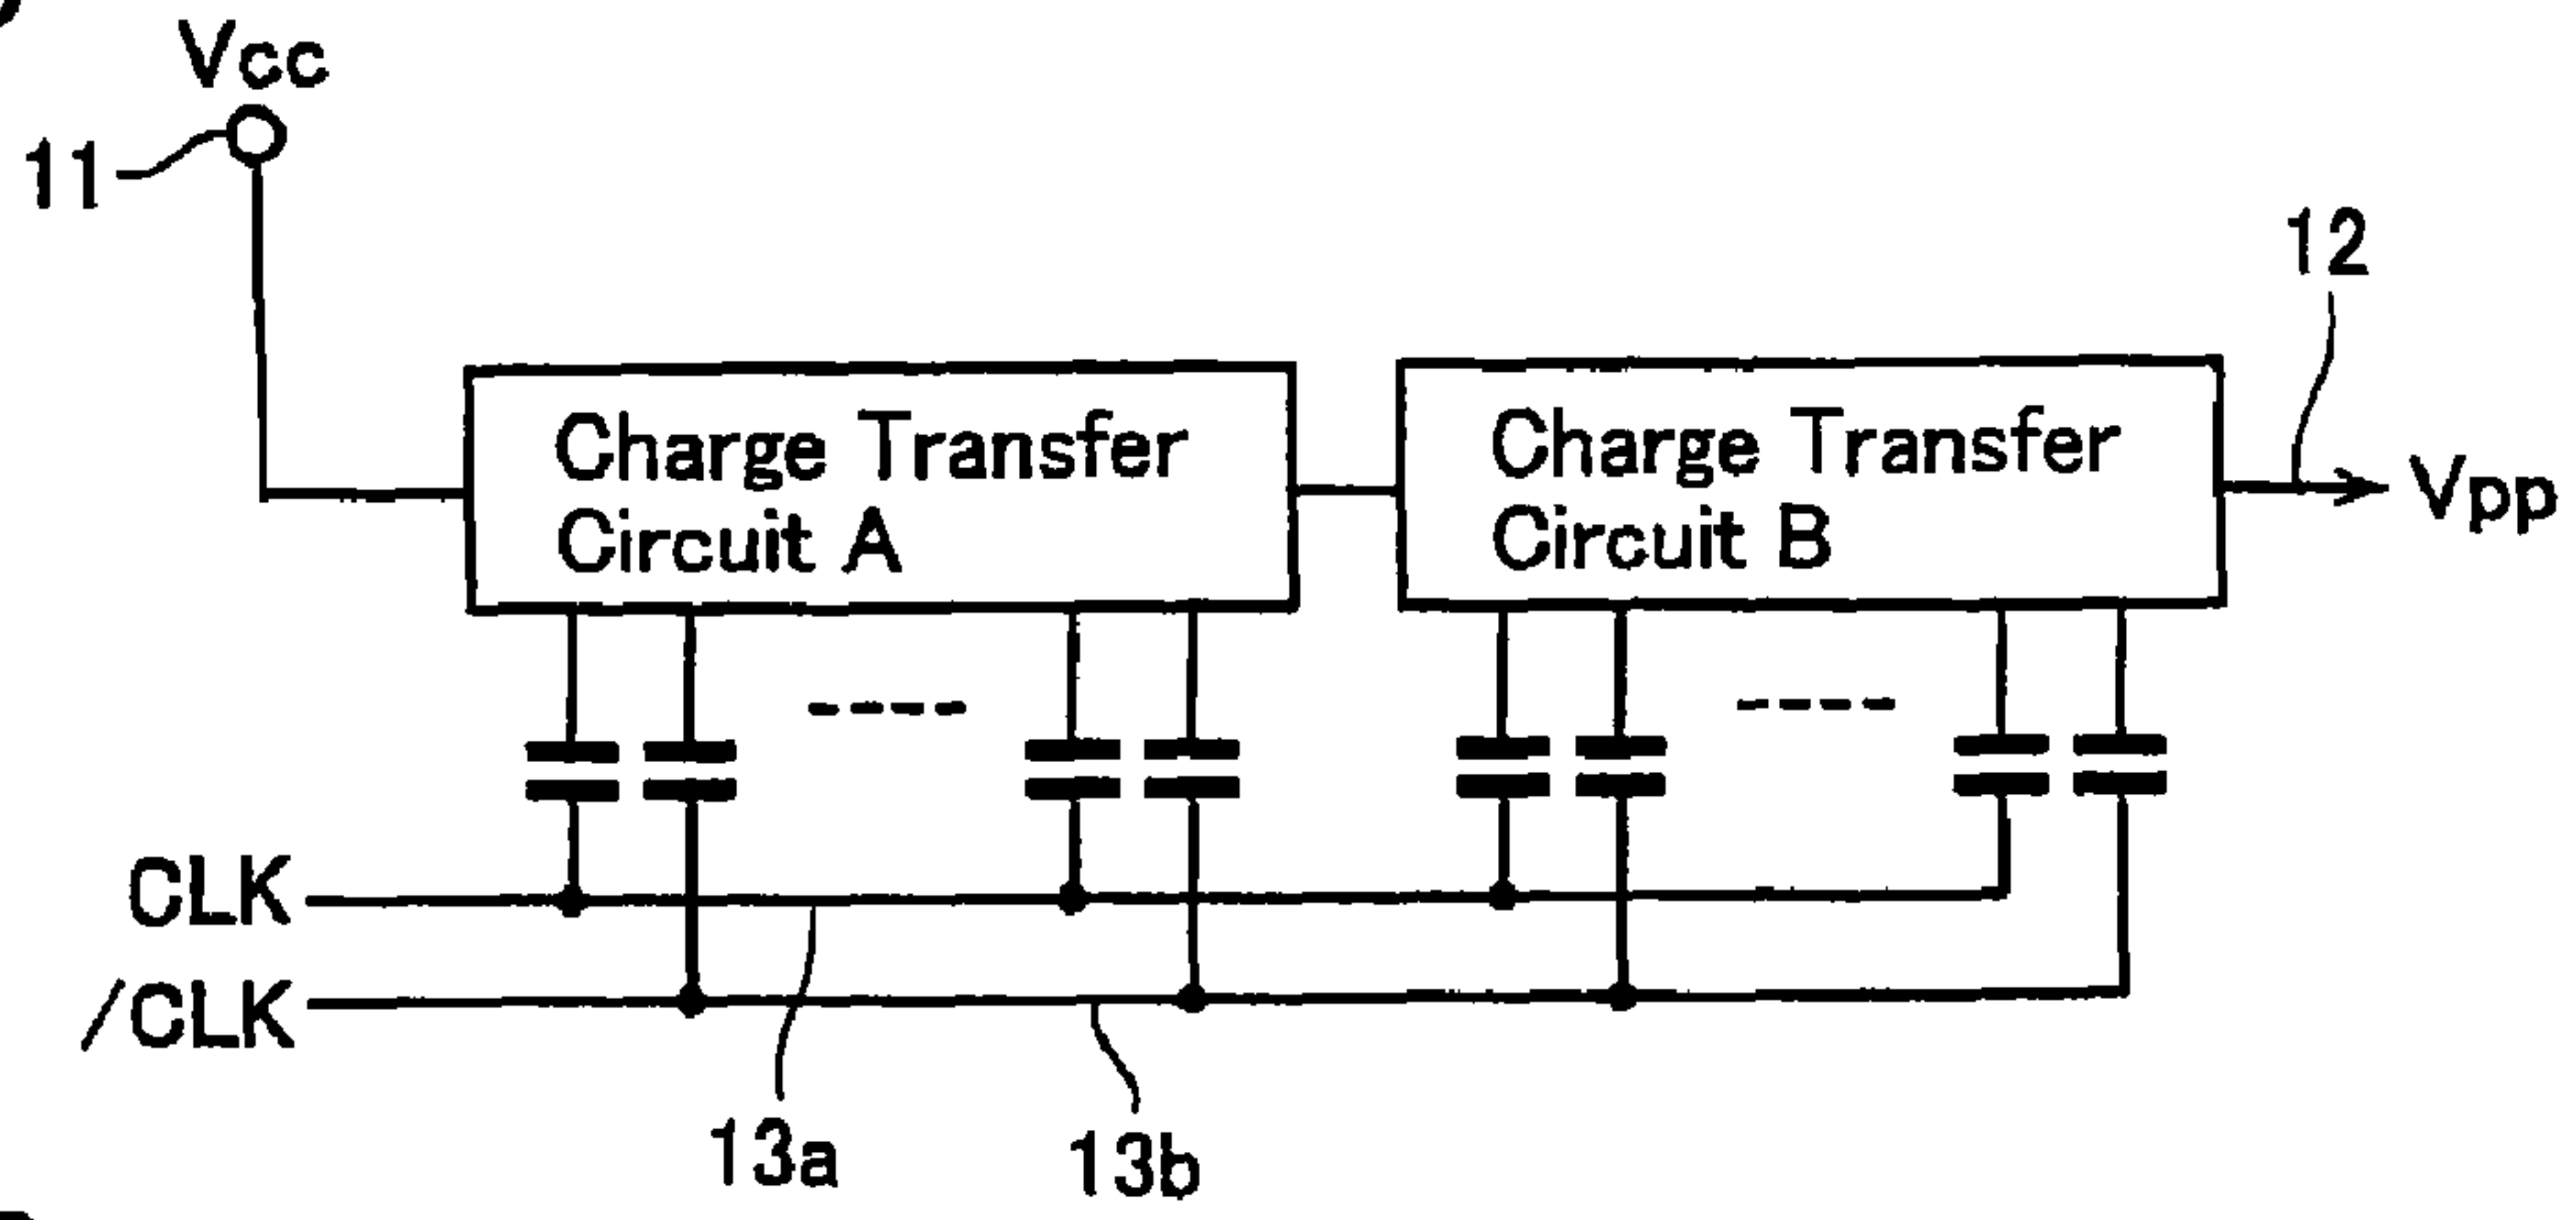 Vcc
11
12
Charge Transfer
Circuit A
Charge Transfer
Circuit B
Vpp
CLK
/CLK
13a
13b